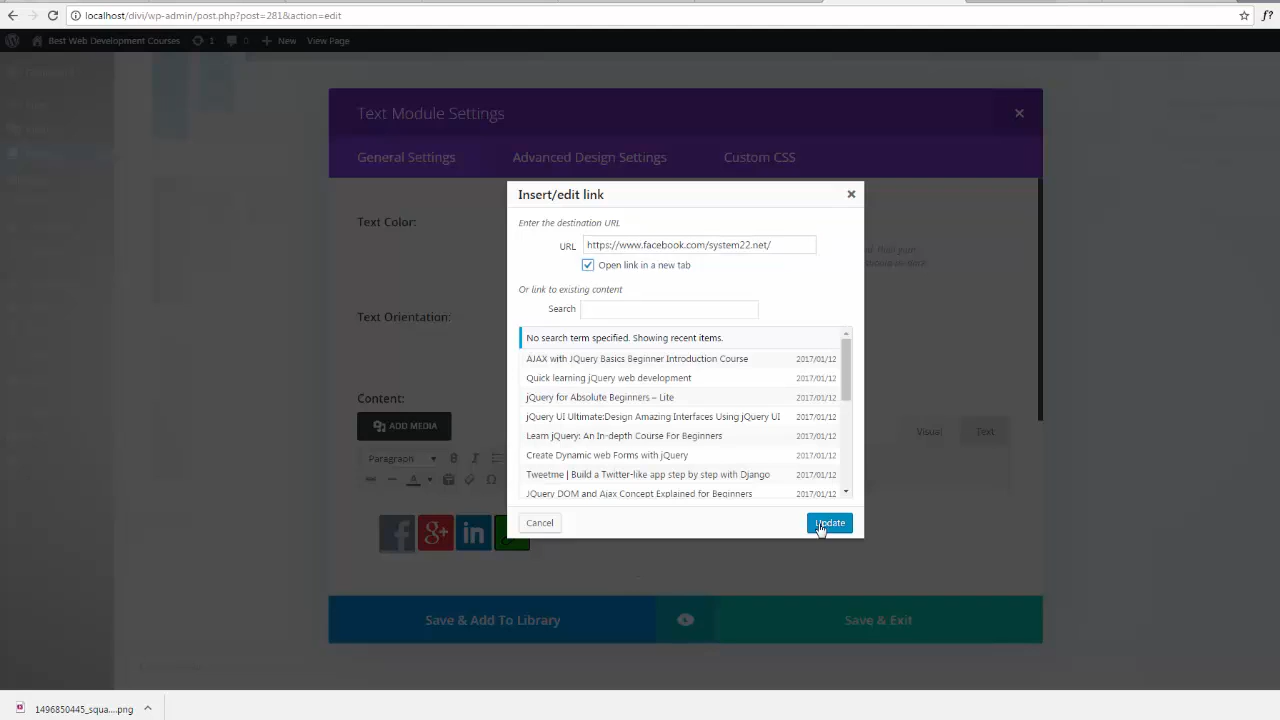 localhost/divi/wp-admin/post.php?post=281&action=edit
f?
Best Web Development Courses 1 0 New View Page
Text Module Settings
General Settings Advanced Design Settings Custom CSS
Insert/edit link
Enter the destination URL
Text Color:
URL https://www.facebook.com/system22.net/
Open link in a new tab
Or link to existing content
Search
Text Orientation:
No search term specified. Showing recent items.
AJAX with JQuery Basics Beginner Introduction Course 2017/01/12
Quick learning jQuery web development 2017/01/12
jQuery for Absolute Beginners – Lite 2017/01/12
Content:
jQuery UI Ultimate:Design Amazing Interfaces Using jQuery UI 2017/01/12
ADD MEDIA
Visual Text
Learn jQuery: An in-depth Course For Beginners 2017/01/12
Create Dynamic web Forms with jQuery 2017/01/12
Paragraph B I
Tweetme | Build a Twitter-like app step by step with Django 2017/01/12
JQuery DOM and Ajax Concept Explained for Beginners 2017/01/12
Cancel Update
f g+ in
Save & Add To Library Save & Exit
1496850445_squa....png